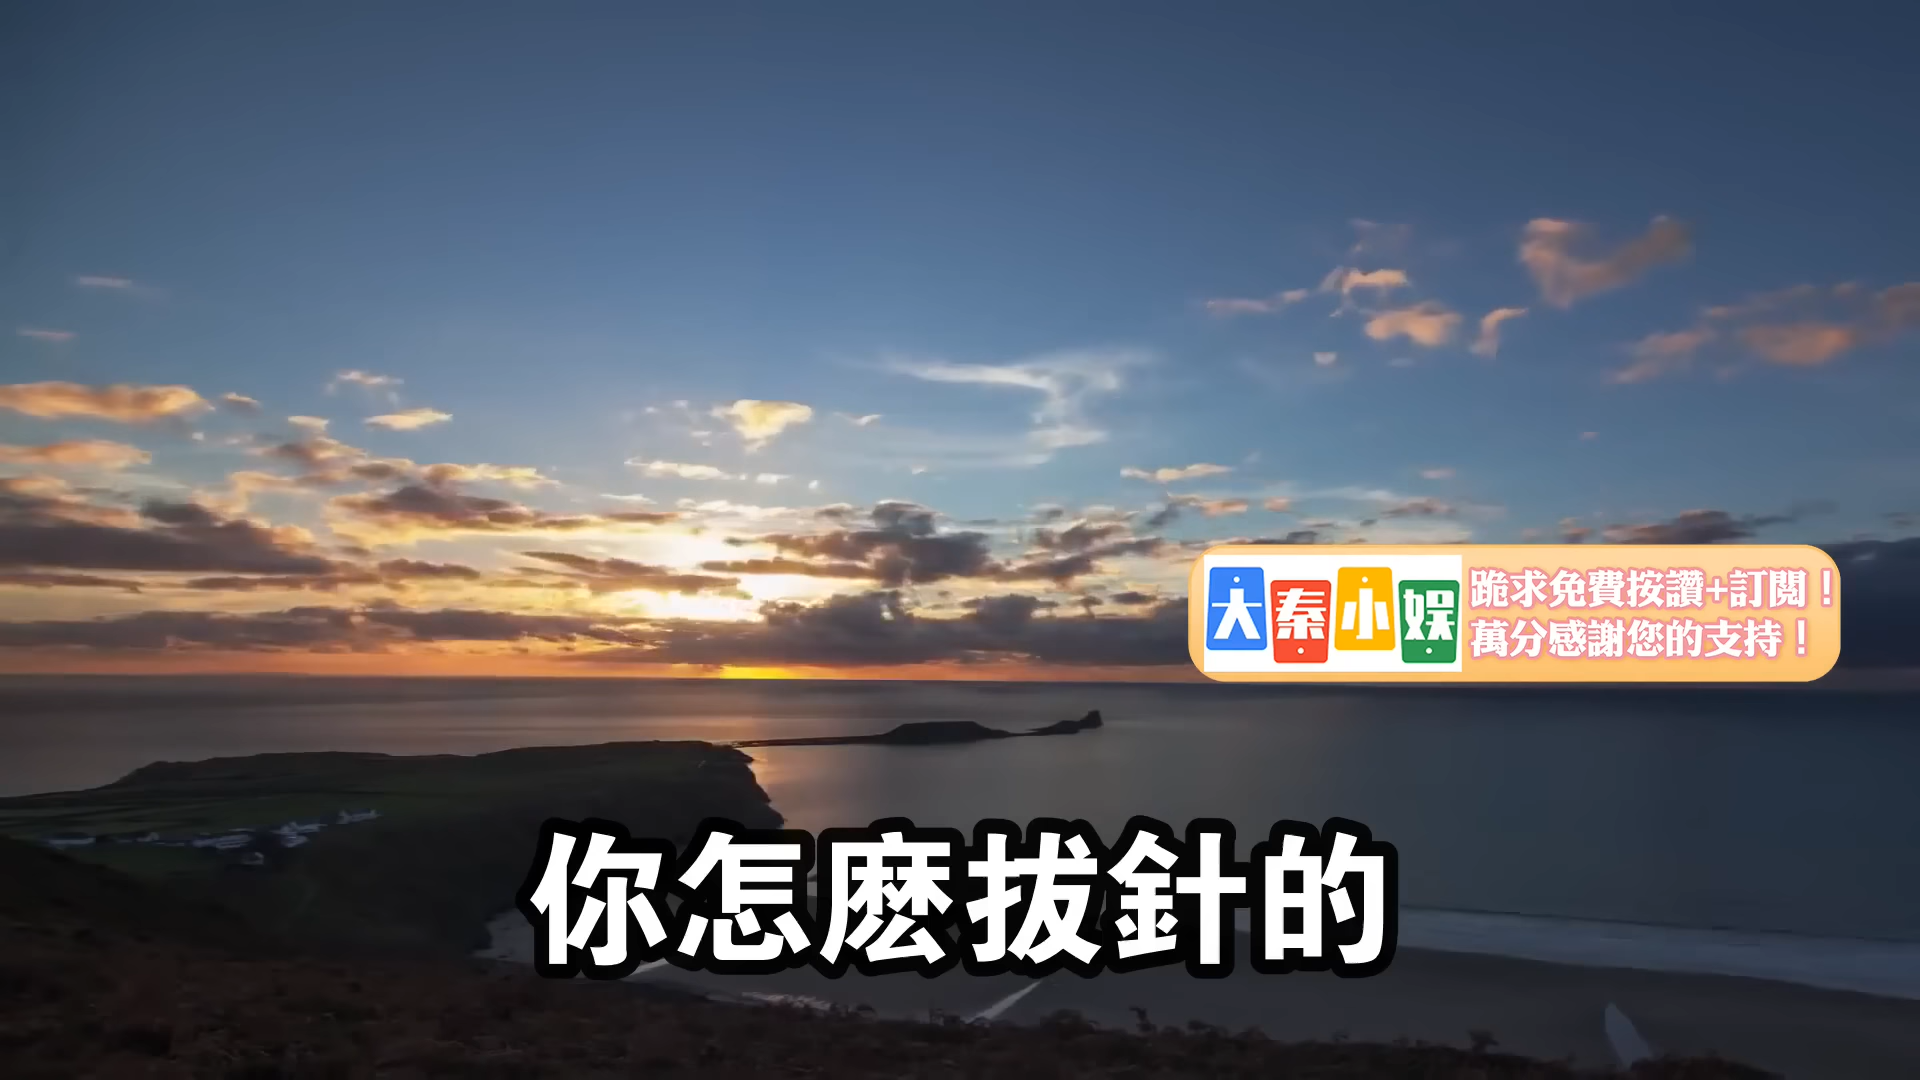 大秦小娱
跪求免費按讚+訂閱！
萬分感謝您的支持！
你怎麽拔針的